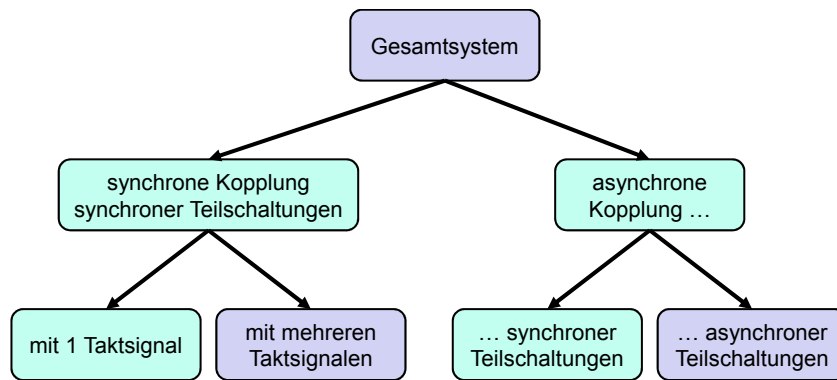 Gesamtsystem
synchrone Kopplung
synchroner Teilschaltungen
asynchrone
Kopplung …
mit 1 Taktsignal
mit mehreren
Taktsignalen
… synchroner
Teilschaltungen
… asynchroner
Teilschaltungen